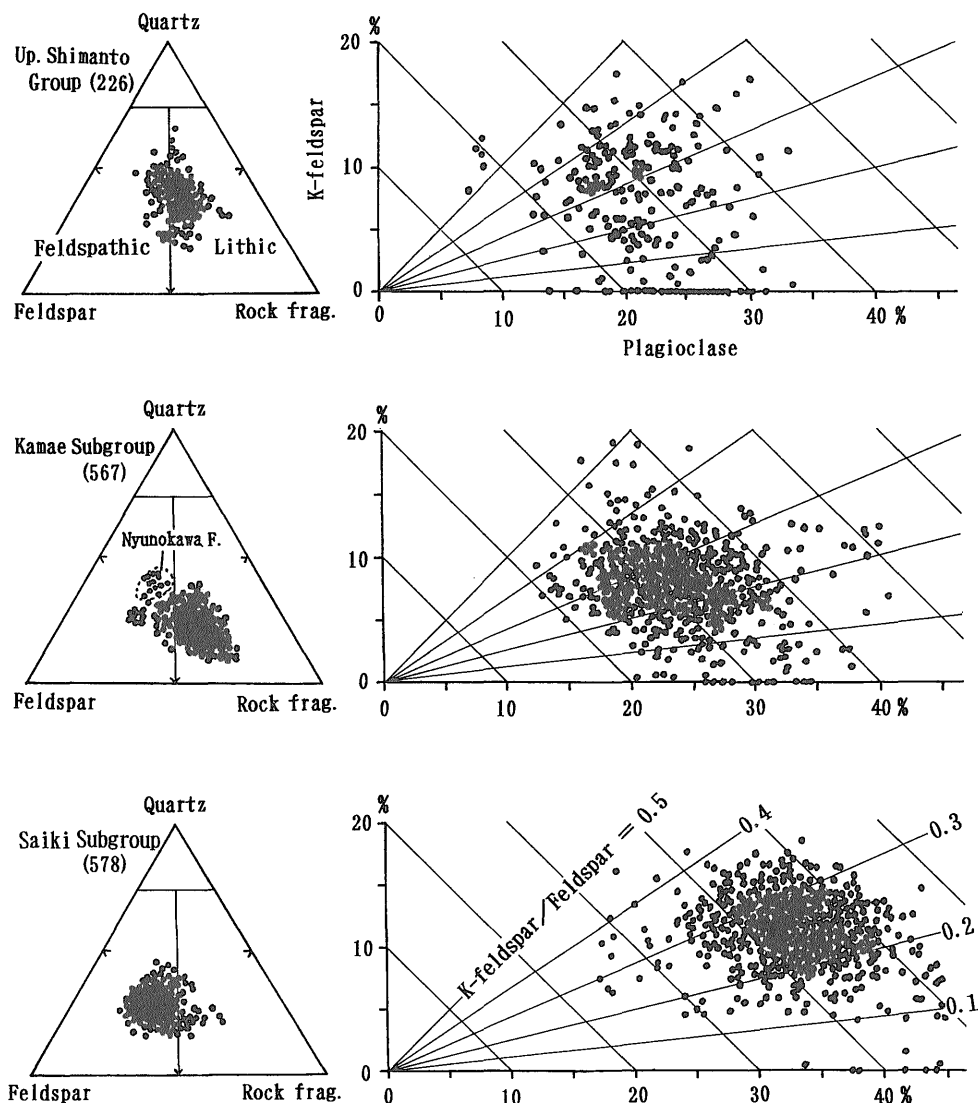 Quartz
Up. Shimanto
Group (226)
Feldspathic
Lithic
Feldspar
Rock frag.
%
20
10
0
K-feldspar
0
10
20
30
40 %
Plagioclase
Quartz
Kamae Subgroup
(567)
Nyunokawa F.
Feldspar
Rock frag.
%
20
10
0
0
10
20
30
40 %
Quartz
Saiki Subgroup
(578)
Feldspar
Rock frag.
%
20
10
0
K-feldspar/Feldspar = 0.5
0.4
0.3
0.2
0.1
0
10
20
30
40 %